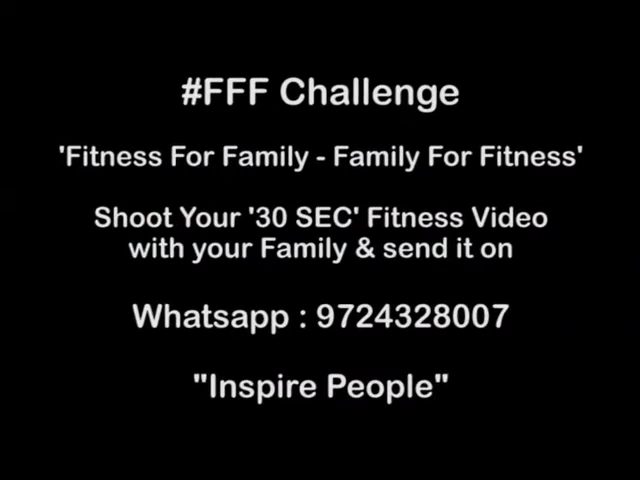 #FFF Challenge
'Fitness For Family - Family For Fitness'
Shoot Your '30 SEC' Fitness Video
with your Family & send it on
Whatsapp : 9724328007
"Inspire People"